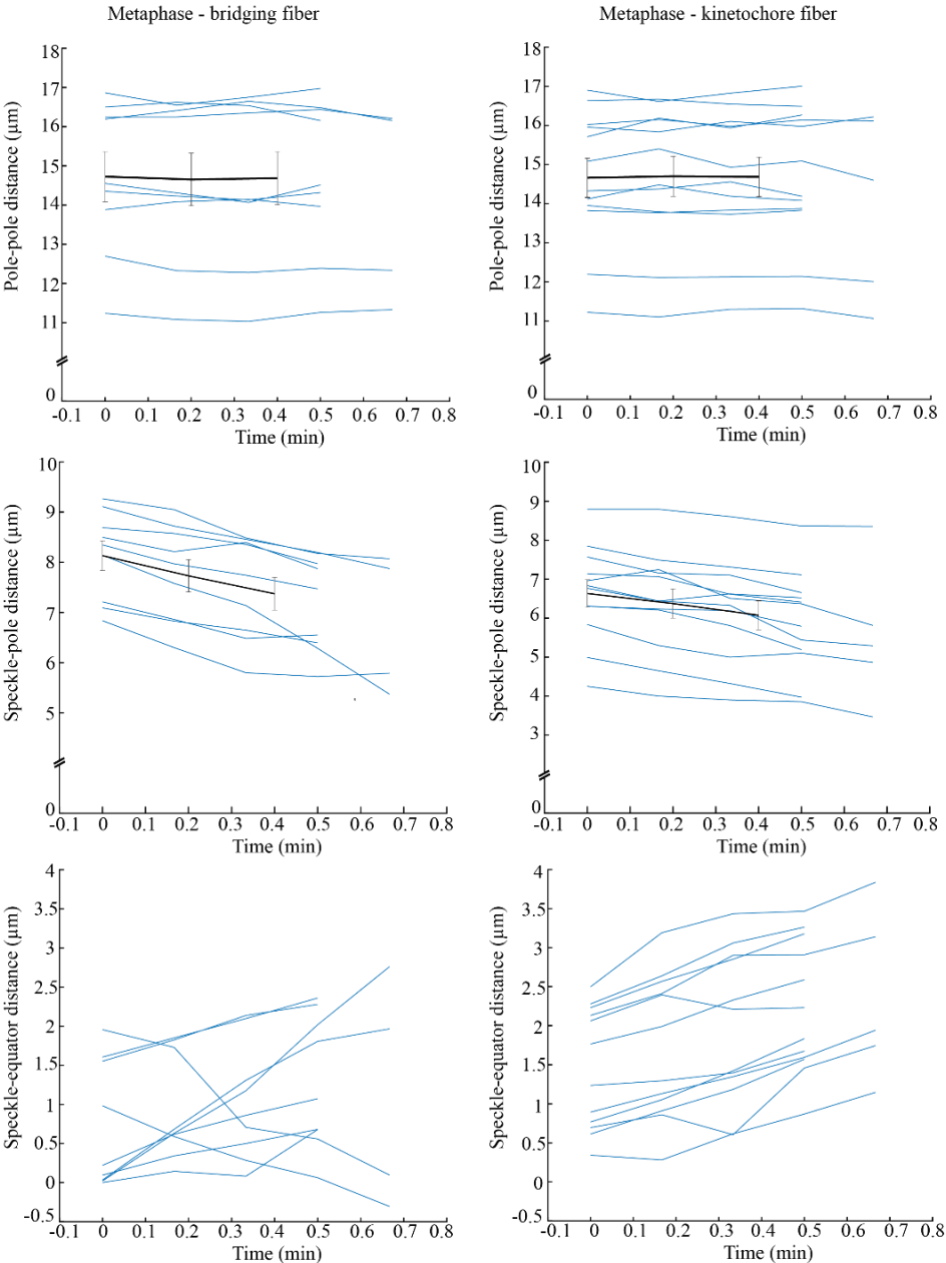 Metaphase - bridging fiber
Metaphase - kinetochore fiber
Pole-pole distance (µm)
18
17
16
15
14
13
12
11
0
-0.1 0 0.1 0.2 0.3 0.4 0.5 0.6 0.7 0.8
Time (min)
Pole-pole distance (µm)
18
17
16
15
14
13
12
11
0
-0.1 0 0.1 0.2 0.3 0.4 0.5 0.6 0.7 0.8
Time (min)
Speckle-pole distance (µm)
10
9
8
7
6
5
0
-0.1 0 0.1 0.2 0.3 0.4 0.5 0.6 0.7 0.8
Time (min)
Speckle-pole distance (µm)
10
9
8
7
6
5
4
3
0
-0.1 0 0.1 0.2 0.3 0.4 0.5 0.6 0.7 0.8
Time (min)
Speckle-equator distance (µm)
4
3.5
3
2.5
2
1.5
1
0.5
0
-0.5
-0.1 0 0.1 0.2 0.3 0.4 0.5 0.6 0.7 0.8
Time (min)
Speckle-equator distance (µm)
4
3.5
3
2.5
2
1.5
1
0.5
0
-0.5
-0.1 0 0.1 0.2 0.3 0.4 0.5 0.6 0.7 0.8
Time (min)